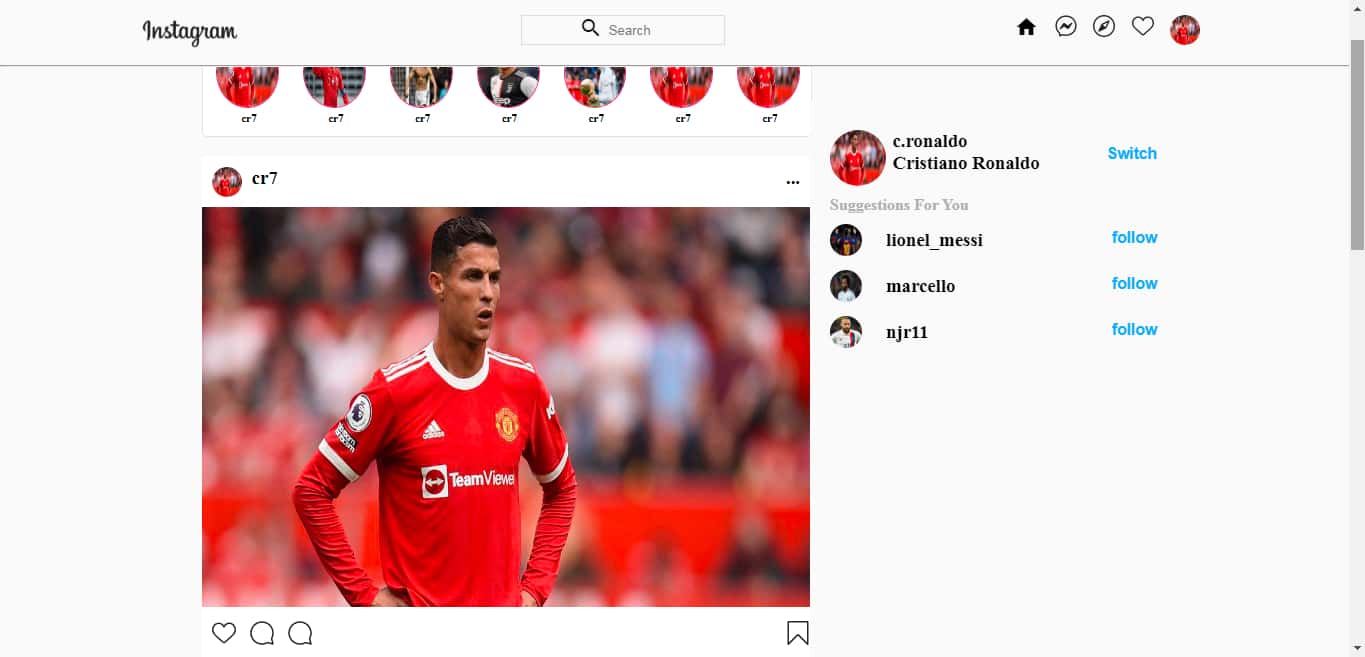 Instagram
Search
cr7 cr7 cr7 cr7 cr7 cr7 cr7
cr7
...
c.ronaldo
Cristiano Ronaldo
Switch
Suggestions For You
lionel_messi follow
marcello follow
njr11 follow
adidas
TeamViewer